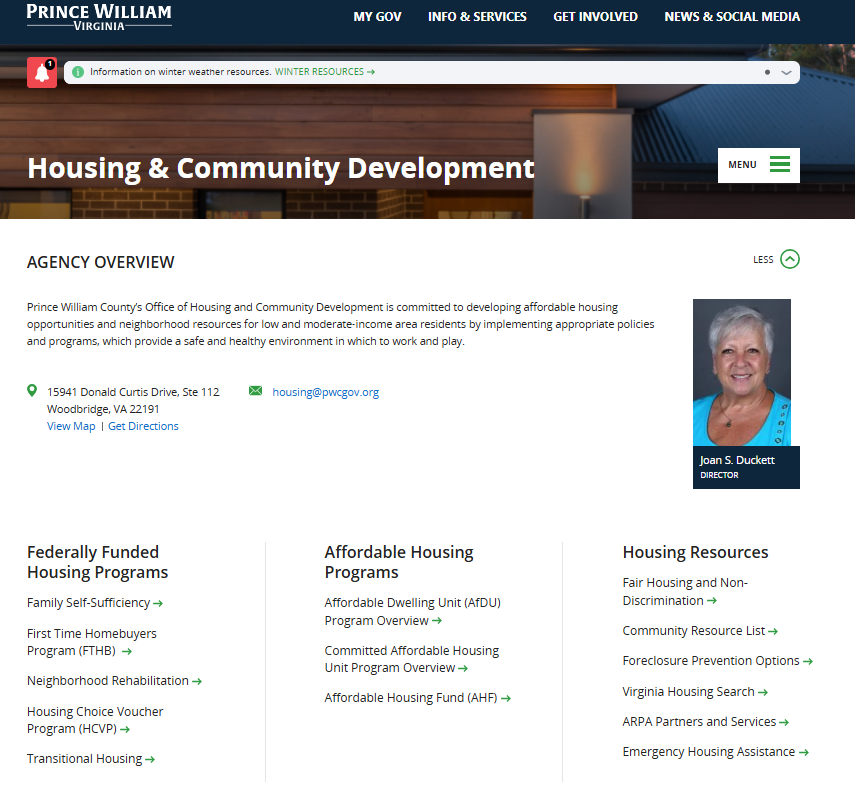 PRINCE WILLIAM
VIRGINIA
MY GOV
INFO & SERVICES
GET INVOLVED
NEWS & SOCIAL MEDIA
1
Information on winter weather resources. WINTER RESOURCES →
Housing & Community Development
MENU
AGENCY OVERVIEW
LESS
Prince William County's Office of Housing and Community Development is committed to developing affordable housing
opportunities and neighborhood resources for low and moderate-income area residents by implementing appropriate policies
and programs, which provide a safe and healthy environment in which to work and play.
15941 Donald Curtis Drive, Ste 112
Woodbridge, VA 22191
View Map | Get Directions
housing@pwcgov.org
Joan S. Duckett
DIRECTOR
Federally Funded
Housing Programs
Family Self-Sufficiency →
First Time Homebuyers
Program (FTHB) →
Neighborhood Rehabilitation →
Housing Choice Voucher
Program (HCVP) →
Transitional Housing →
Affordable Housing
Programs
Affordable Dwelling Unit (AfDU)
Program Overview →
Committed Affordable Housing
Unit Program Overview →
Affordable Housing Fund (AHF) →
Housing Resources
Fair Housing and Non-
Discrimination →
Community Resource List →
Foreclosure Prevention Options →
Virginia Housing Search →
ARPA Partners and Services →
Emergency Housing Assistance →